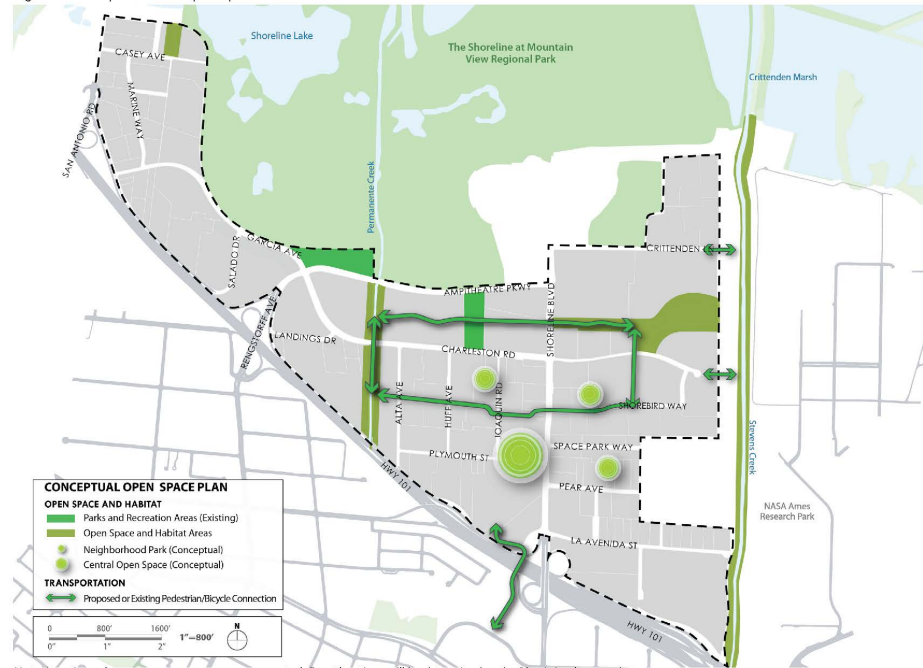 Shoreline Lake
The Shoreline at Mountain
View Regional Park
Crittenden Marsh
CASEY AVE
MARINE WAY
SAN ANTONIO RD
Permanente Creek
GARCIA AVE
SALADO DR
CRITTENDEN
AMPITHEATRE PKWY
SHORELINE BLVD
RENGSTORFF AVE
LANDINGS DR
CHARLESTON RD
ALTA AVE
HUFF AVE
JOAQUIN RD
SHOREBIRD WAY
PLYMOUTH ST
SPACE PARK WAY
Stevens Creek
HWY 101
PEAR AVE
NASA Ames
Research Park
LA AVENIDA ST
HWY 101
CONCEPTUAL OPEN SPACE PLAN
OPEN SPACE AND HABITAT
Parks and Recreation Areas (Existing)
Open Space and Habitat Areas
Neighborhood Park (Conceptual)
Central Open Space (Conceptual)
TRANSPORTATION
Proposed or Existing Pedestrian/Bicycle Connection
0 800' 1600'
0" 1" 2"
1"=800'
N